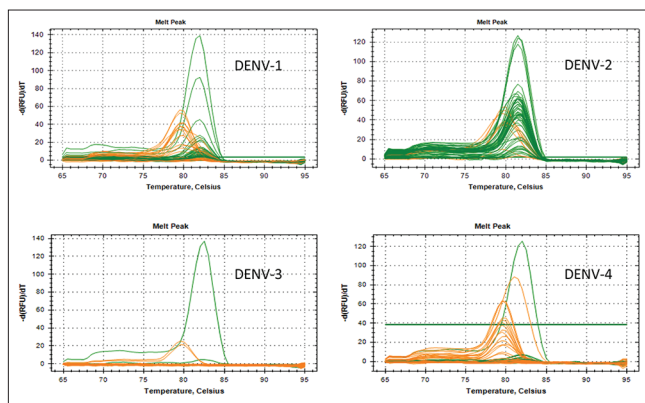 Melt Peak
140
120
100
80
60
40
20
0
-d(RFU)/dT
DENV-1
65 70 75 80 85 90 95
Temperature, Celsius
Melt Peak
120
100
80
60
40
20
0
-d(RFU)/dT
DENV-2
65 70 75 80 85 90 95
Temperature, Celsius
Melt Peak
140
120
100
80
60
40
20
0
-d(RFU)/dT
DENV-3
65 70 75 80 85 90 95
Temperature, Celsius
Melt Peak
120
100
80
60
40
20
0
-d(RFU)/dT
DENV-4
65 70 75 80 85 90 95
Temperature, Celsius